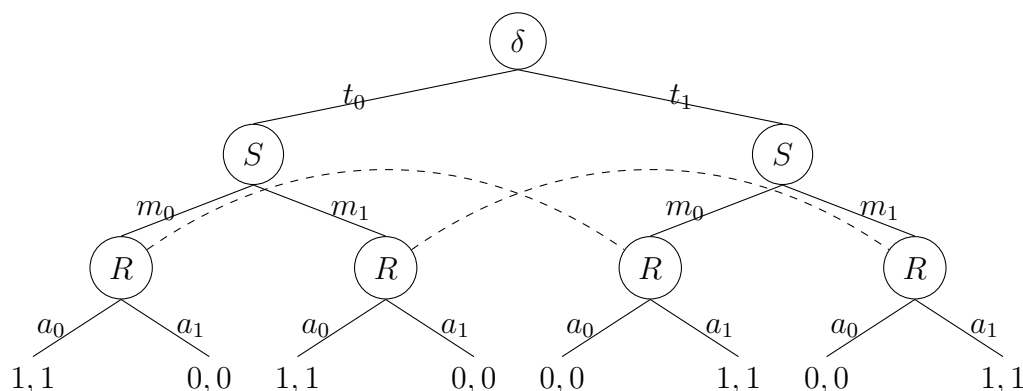 δ
t₀ t₁
S S
m₀ m₁ m₀ m₁
R R R R
a₀ a₁ a₀ a₁ a₀ a₁ a₀ a₁
1, 1 0, 0 1, 1 0, 0 0, 0 1, 1 0, 0 1, 1